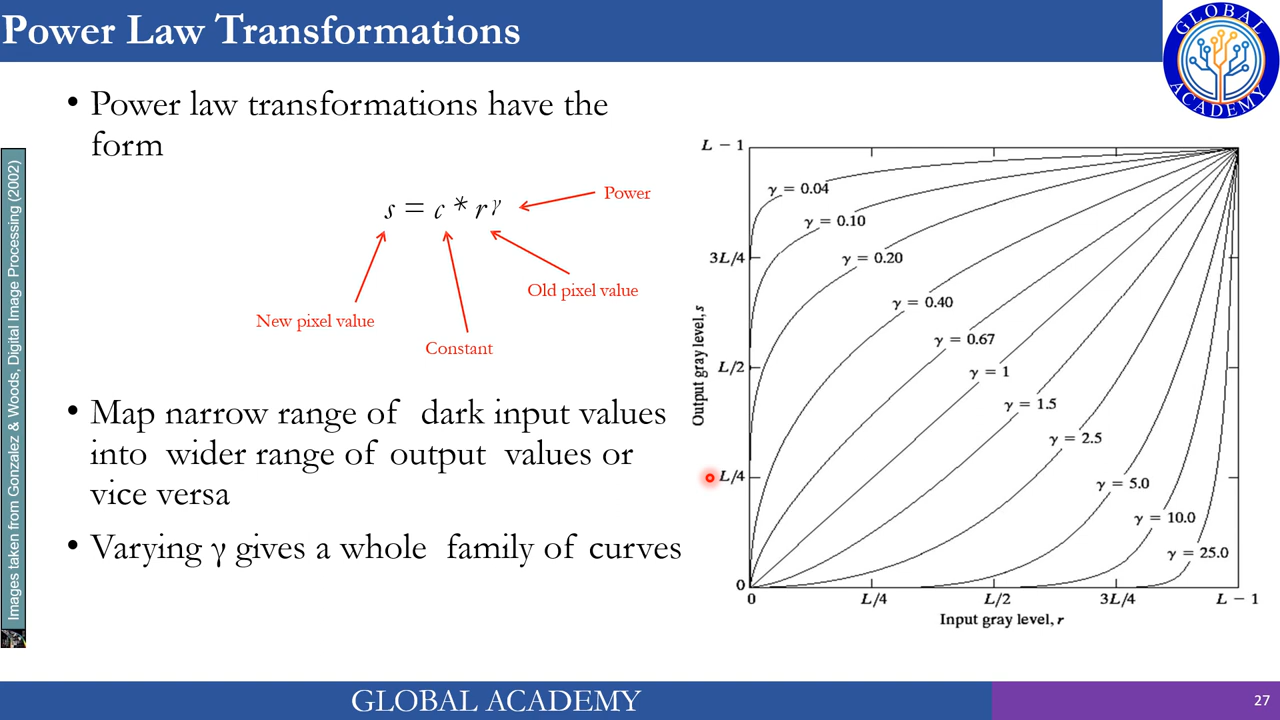 Power Law Transformations
GLOBAL
ACADEMY
• Power law transformations have the
form
s = c * r γ
Power
Old pixel value
New pixel value
Constant
• Map narrow range of dark input values
into wider range of output values or
vice versa
• Varying γ gives a whole family of curves
Images taken from Gonzalez & Woods, Digital Image Processing (2002)
L − 1
3L/4
L/2
L/4
0
Output gray level, s
γ = 0.04
γ = 0.10
γ = 0.20
γ = 0.40
γ = 0.67
γ = 1
γ = 1.5
γ = 2.5
γ = 5.0
γ = 10.0
γ = 25.0
0 L/4 L/2 3L/4 L − 1
Input gray level, r
GLOBAL ACADEMY
27